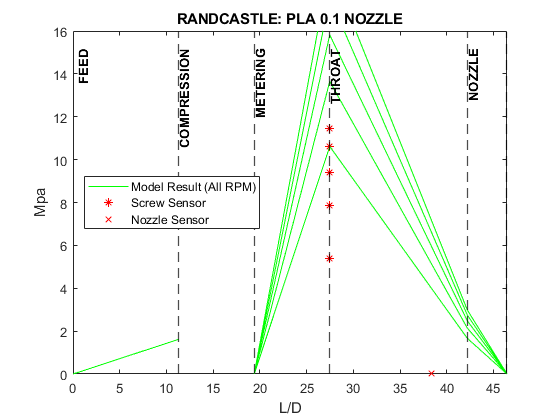 RANDCASTLE: PLA 0.1 NOZZLE
16
14
12
10
8
6
4
2
0
Mpa
FEED
COMPRESSION
METERING
THROAT
NOZZLE
Model Result (All RPM)
Screw Sensor
Nozzle Sensor
0 5 10 15 20 25 30 35 40 45
L/D